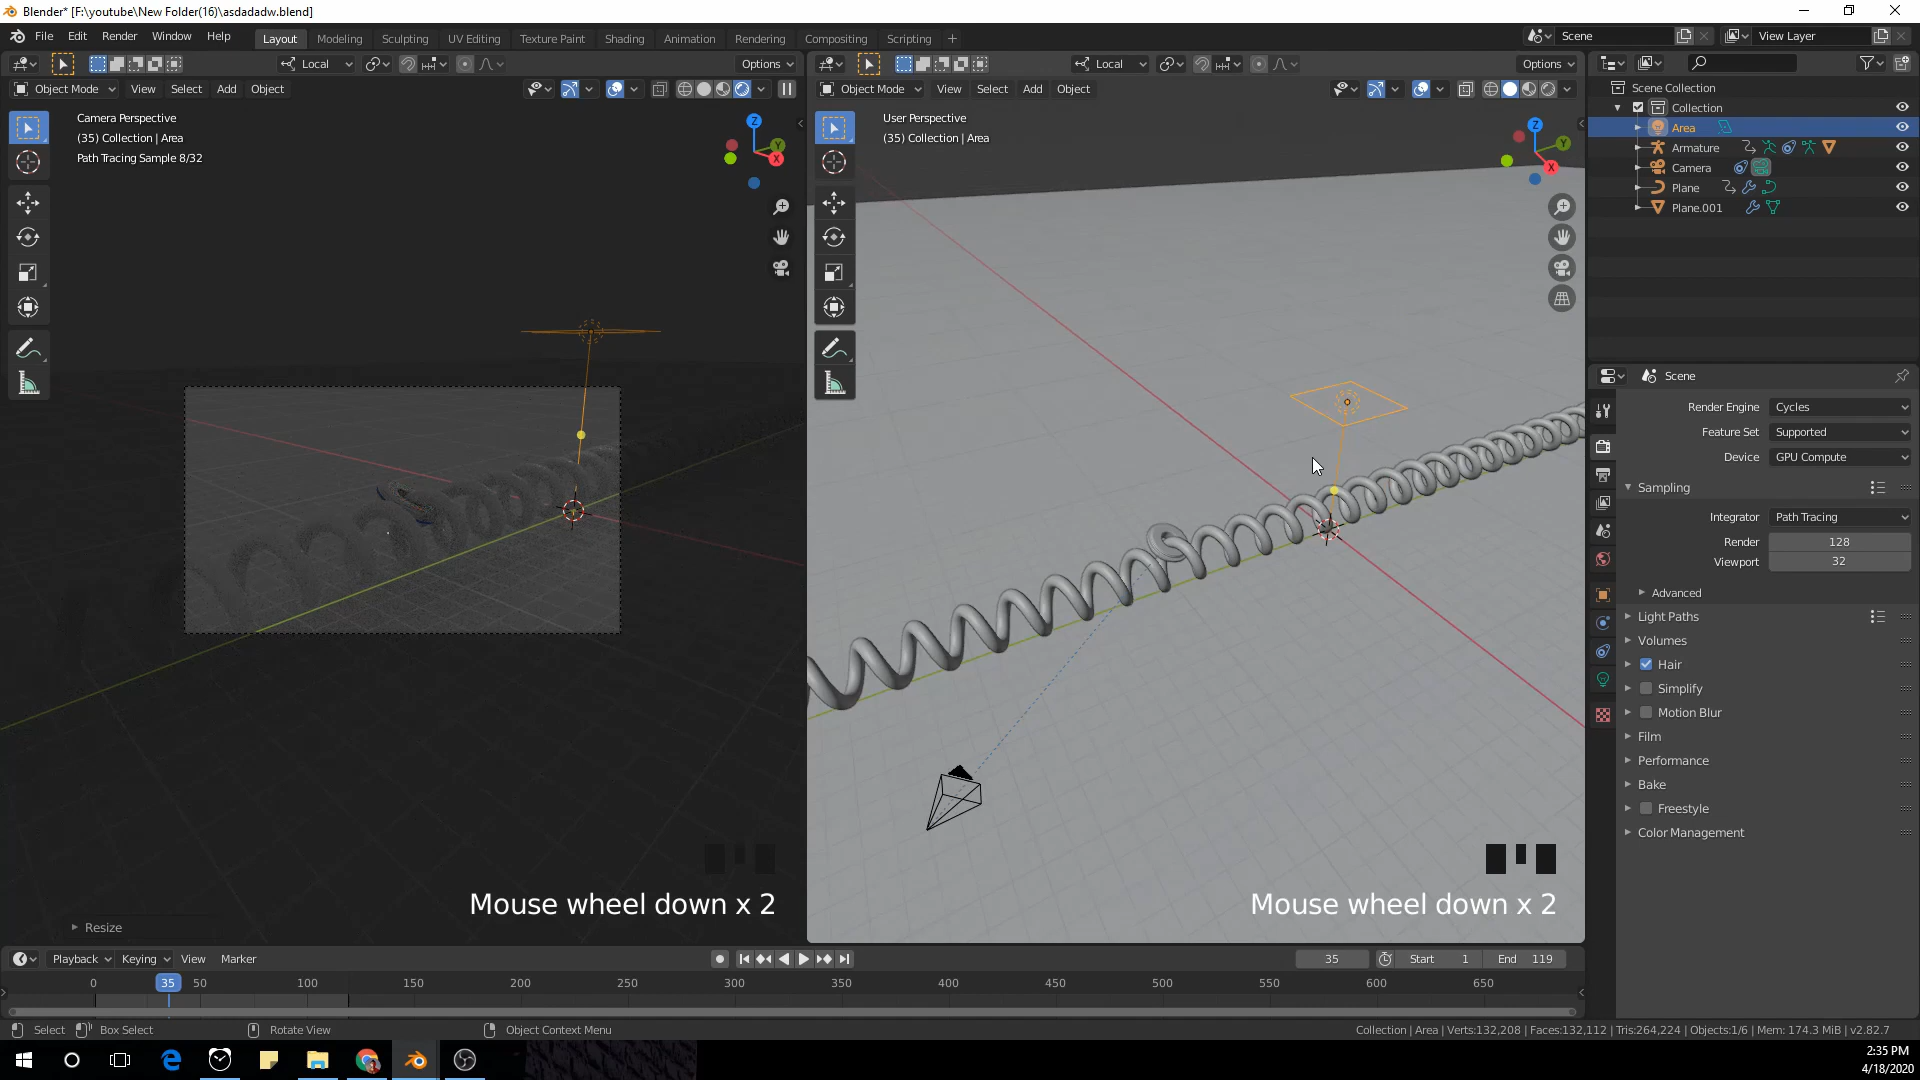 Blender* [F:\youtube\New Folder(16)\asdadadw.blend]
File Edit Render Window Help Layout Modeling Sculpting UV Editing Texture Paint Shading Animation Rendering Compositing Scripting Scene View Layer
Local Options Local Options
Object Mode View Select Add Object Object Mode View Select Add Object
Scene Collection
Collection
Area
Armature
Camera
Plane
Plane.001
Camera Perspective
(35) Collection | Area
Path Tracing Sample 8/32
Z
Y
X
User Perspective
(35) Collection | Area
Z
Y
X
Scene
Render Engine Cycles
Feature Set Supported
Device GPU Compute
Sampling
Integrator Path Tracing
Render 128
Viewport 32
Advanced
Light Paths
Volumes
Hair
Simplify
Motion Blur
Film
Performance
Bake
Freestyle
Color Management
Mouse wheel down x 2
Mouse wheel down x 2
Resize
Playback Keying View Marker 35 Start 1 End 119
0 35 50 100 150 200 250 300 350 400 450 500 550 600 650
Select Box Select Rotate View Object Context Menu Collection | Area | Verts:132,208 | Faces:132,112 | Tris:264,224 | Objects:1/6 | Mem: 174.3 MiB | v2.82.7
2:35 PM
4/18/2020